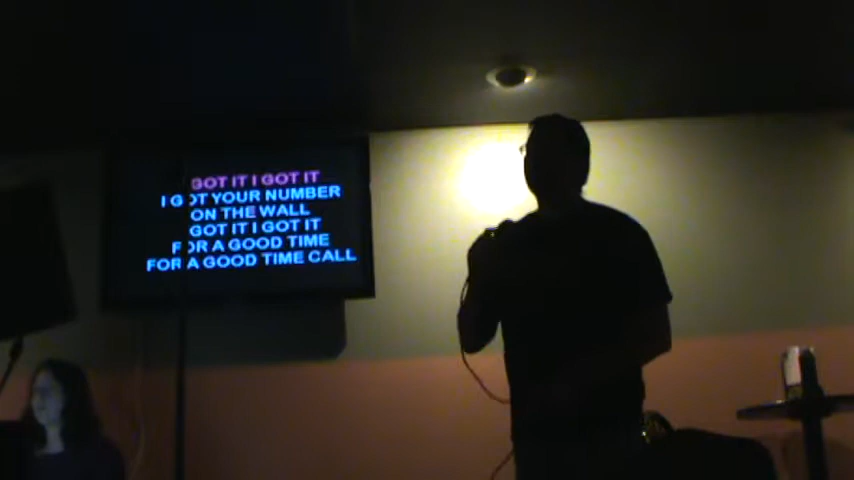 GOT IT I GOT IT
I GOT YOUR NUMBER
ON THE WALL
GOT IT I GOT IT
FOR A GOOD TIME
FOR A GOOD TIME CALL